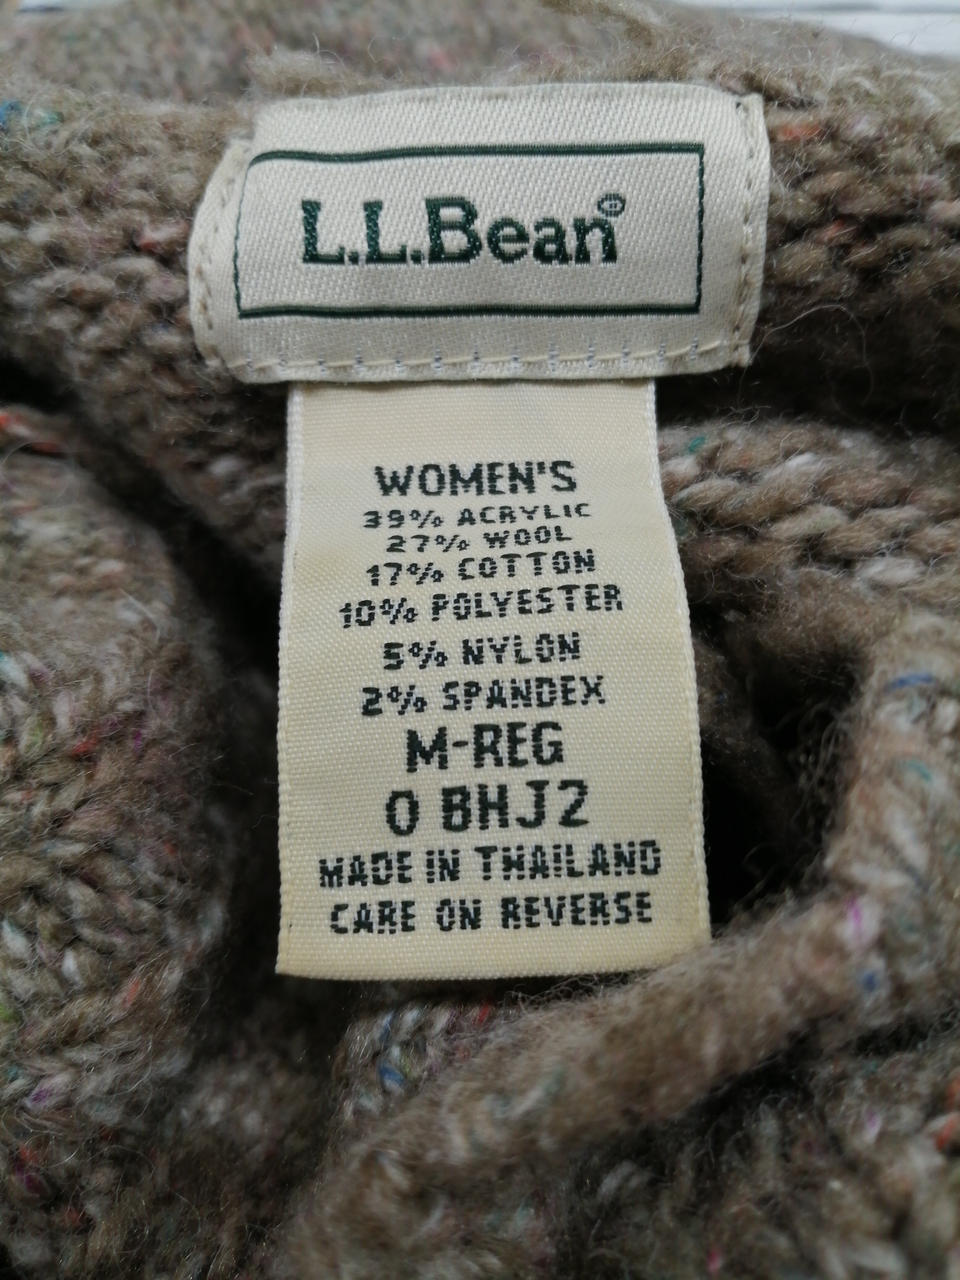 L.L.Bean®
WOMEN'S
39% ACRYLIC
27% WOOL
17% COTTON
10% POLYESTER
5% NYLON
2% SPANDEX
M-REG
0 BHJ2
MADE IN THAILAND
CARE ON REVERSE